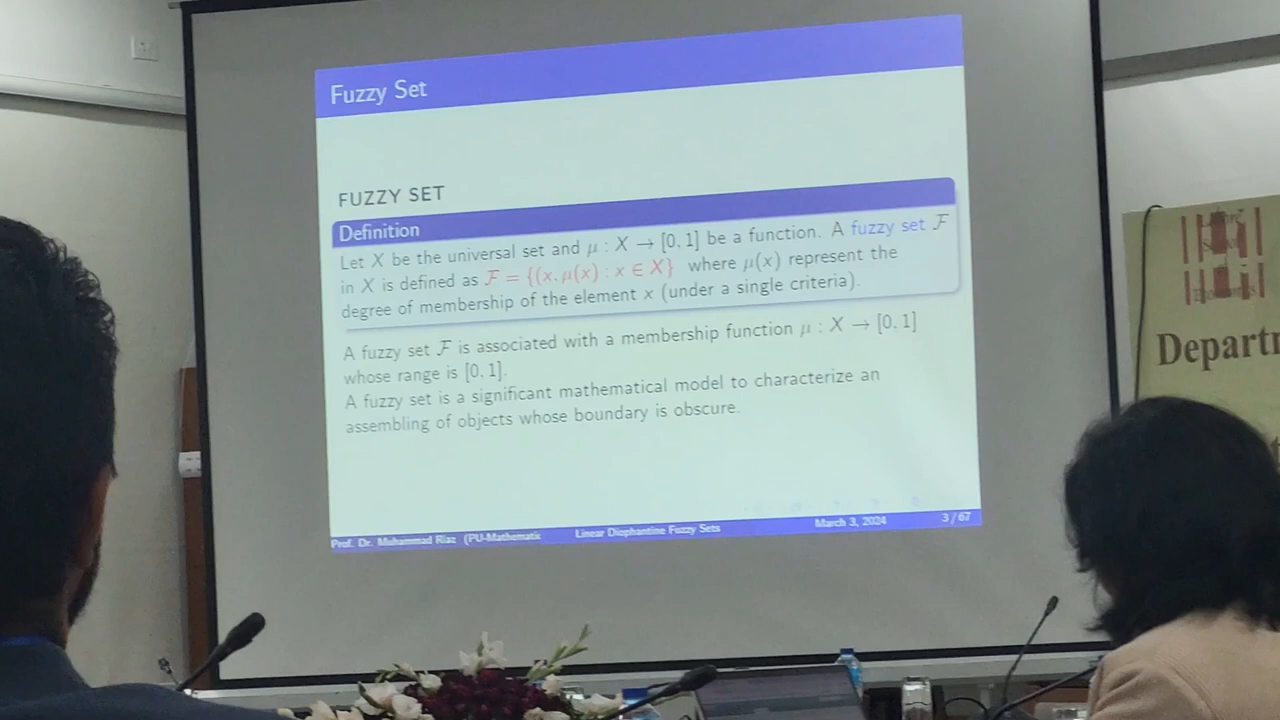 Fuzzy Set
FUZZY SET
Definition
Let X be the universal set and μ : X → [0, 1] be a function. A fuzzy set F
in X is defined as F = {(x, μ(x) : x ∈ X} where μ(x) represent the
degree of membership of the element x (under a single criteria).
A fuzzy set F is associated with a membership function μ : X → [0, 1]
whose range is [0, 1].
A fuzzy set is a significant mathematical model to characterize an
assembling of objects whose boundary is obscure.
Prof. Dr. Muhammad Riaz (PU-Mathematic Linear Diophantine Fuzzy Sets March 3, 2024 3 / 67
Departm